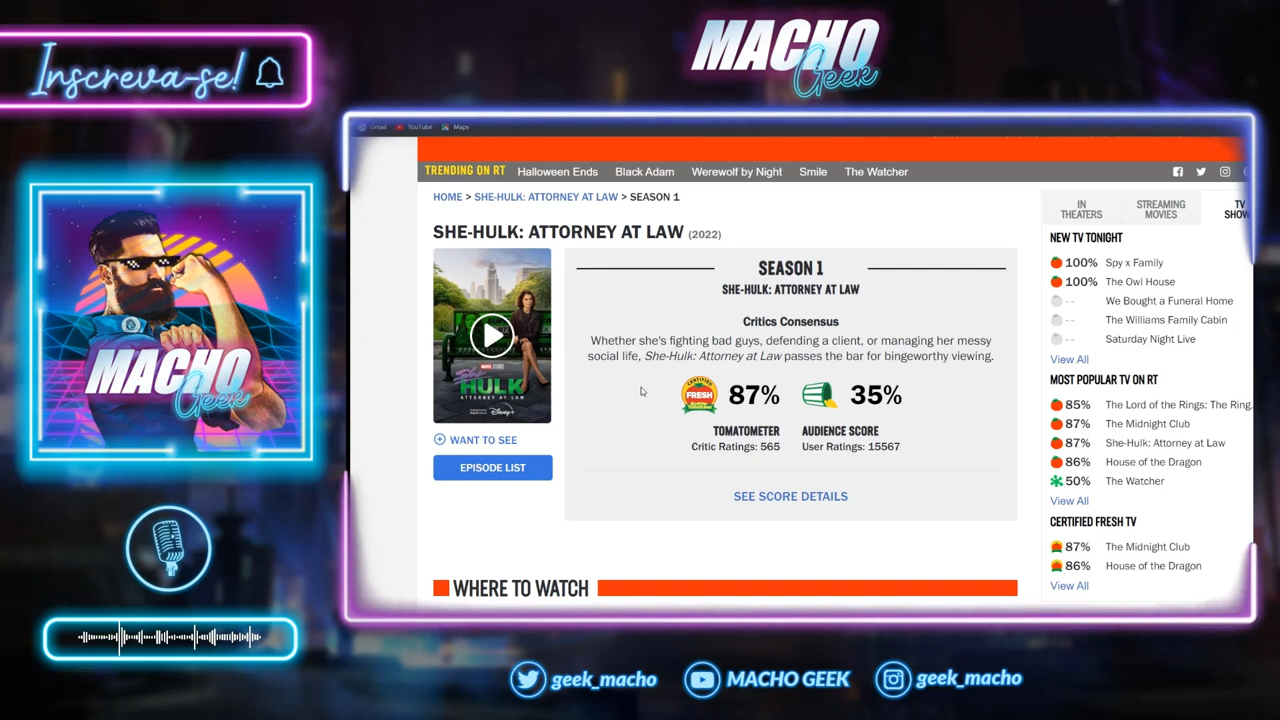 Inscreva-se!
MACHO
Geek
MACHO
Geek
Gmail YouTube Maps
TRENDING ON RT Halloween Ends Black Adam Werewolf by Night Smile The Watcher
HOME > SHE-HULK: ATTORNEY AT LAW > SEASON 1
SHE-HULK: ATTORNEY AT LAW (2022)
She
HULK
ATTORNEY AT LAW
Disney+
WANT TO SEE
EPISODE LIST
SEASON 1
SHE-HULK: ATTORNEY AT LAW
Critics Consensus
Whether she's fighting bad guys, defending a client, or managing her messy
social life, She-Hulk: Attorney at Law passes the bar for bingeworthy viewing.
CERTIFIED
FRESH
87% 35%
TOMATOMETER AUDIENCE SCORE
Critic Ratings: 565 User Ratings: 15567
SEE SCORE DETAILS
WHERE TO WATCH
IN
THEATERS
STREAMING
MOVIES
TV
SHOW
NEW TV TONIGHT
100% Spy x Family
100% The Owl House
-- We Bought a Funeral Home
-- The Williams Family Cabin
-- Saturday Night Live
View All
MOST POPULAR TV ON RT
85% The Lord of the Rings: The Ring
87% The Midnight Club
87% She-Hulk: Attorney at Law
86% House of the Dragon
50% The Watcher
View All
CERTIFIED FRESH TV
87% The Midnight Club
86% House of the Dragon
View All
geek_macho MACHO GEEK geek_macho